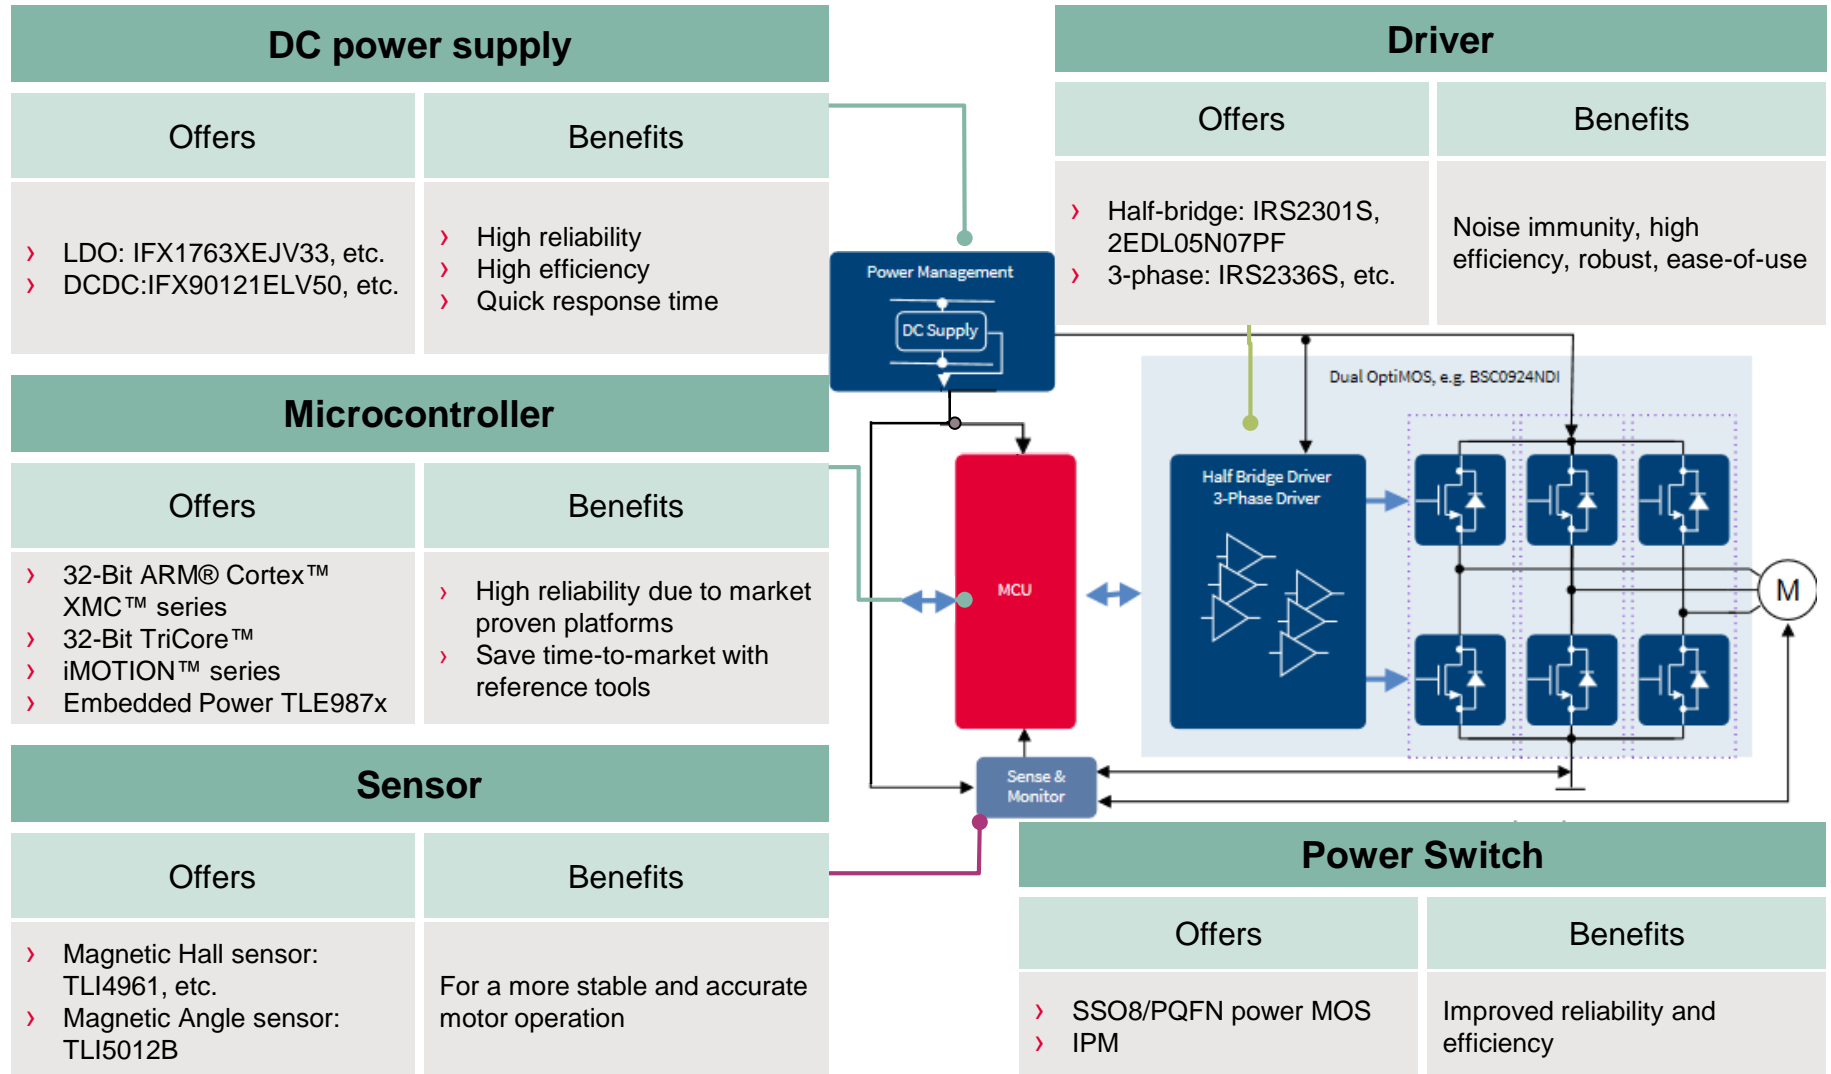 DC power supply
Offers
Benefits
› LDO: IFX1763XEJV33, etc.
› DCDC:IFX90121ELV50, etc.
› High reliability
› High efficiency
› Quick response time
Driver
Offers
Benefits
› Half-bridge: IRS2301S,
2EDL05N07PF
› 3-phase: IRS2336S, etc.
Noise immunity, high
efficiency, robust, ease-of-use
Power Management
DC Supply
Dual OptiMOS, e.g. BSC0924NDI
Microcontroller
Offers
Benefits
› 32-Bit ARM® Cortex™
XMC™ series
› 32-Bit TriCore™
› iMOTION™ series
› Embedded Power TLE987x
› High reliability due to market
proven platforms
› Save time-to-market with
reference tools
MCU
Half Bridge Driver
3-Phase Driver
M
Sense &
Monitor
Sensor
Offers
Benefits
› Magnetic Hall sensor:
TLI4961, etc.
› Magnetic Angle sensor:
TLI5012B
For a more stable and accurate
motor operation
Power Switch
Offers
Benefits
› SSO8/PQFN power MOS
› IPM
Improved reliability and
efficiency